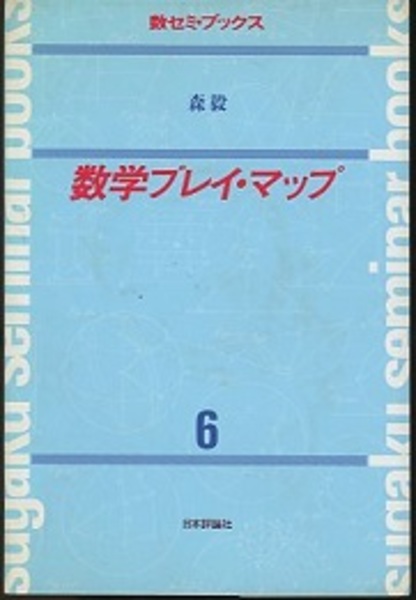 数セミ・ブックス
森 毅
数学プレイ・マップ
6
日本評論社
sugaku seminar books
sugaku seminar books